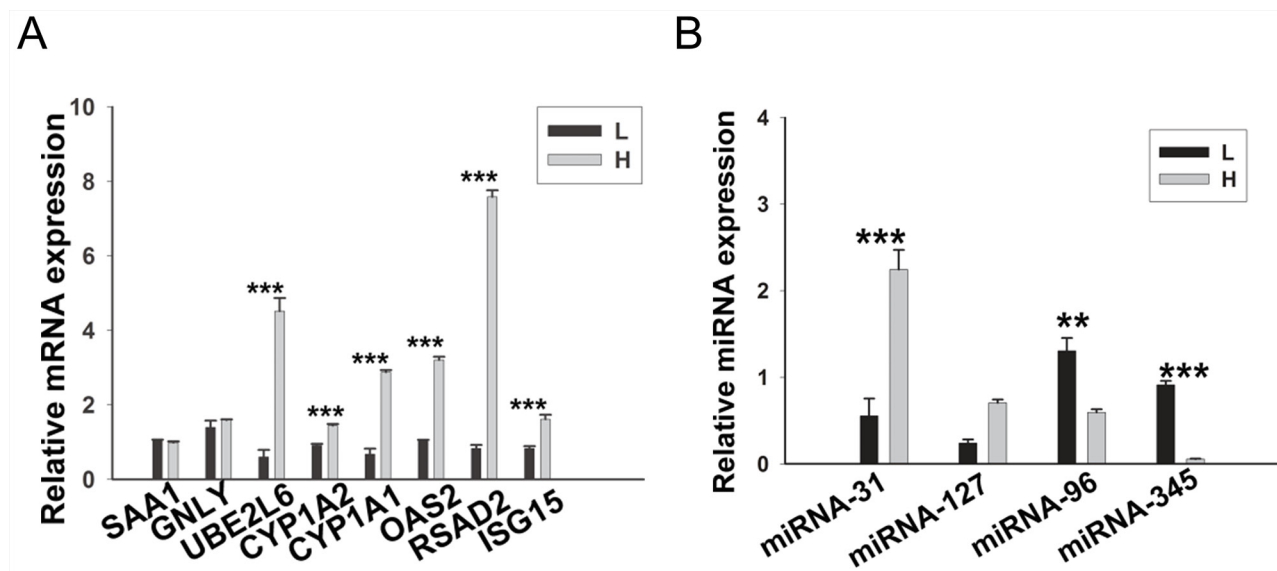 A
Relative mRNA expression
10
8
6
4
2
0
L
H
***
***
***
***
***
***
SAA1
GNLY
UBE2L6
CYP1A2
CYP1A1
OAS2
RSAD2
ISG15
B
Relative miRNA expression
4
3
2
1
0
L
H
***
**
***
miRNA-31
miRNA-127
miRNA-96
miRNA-345